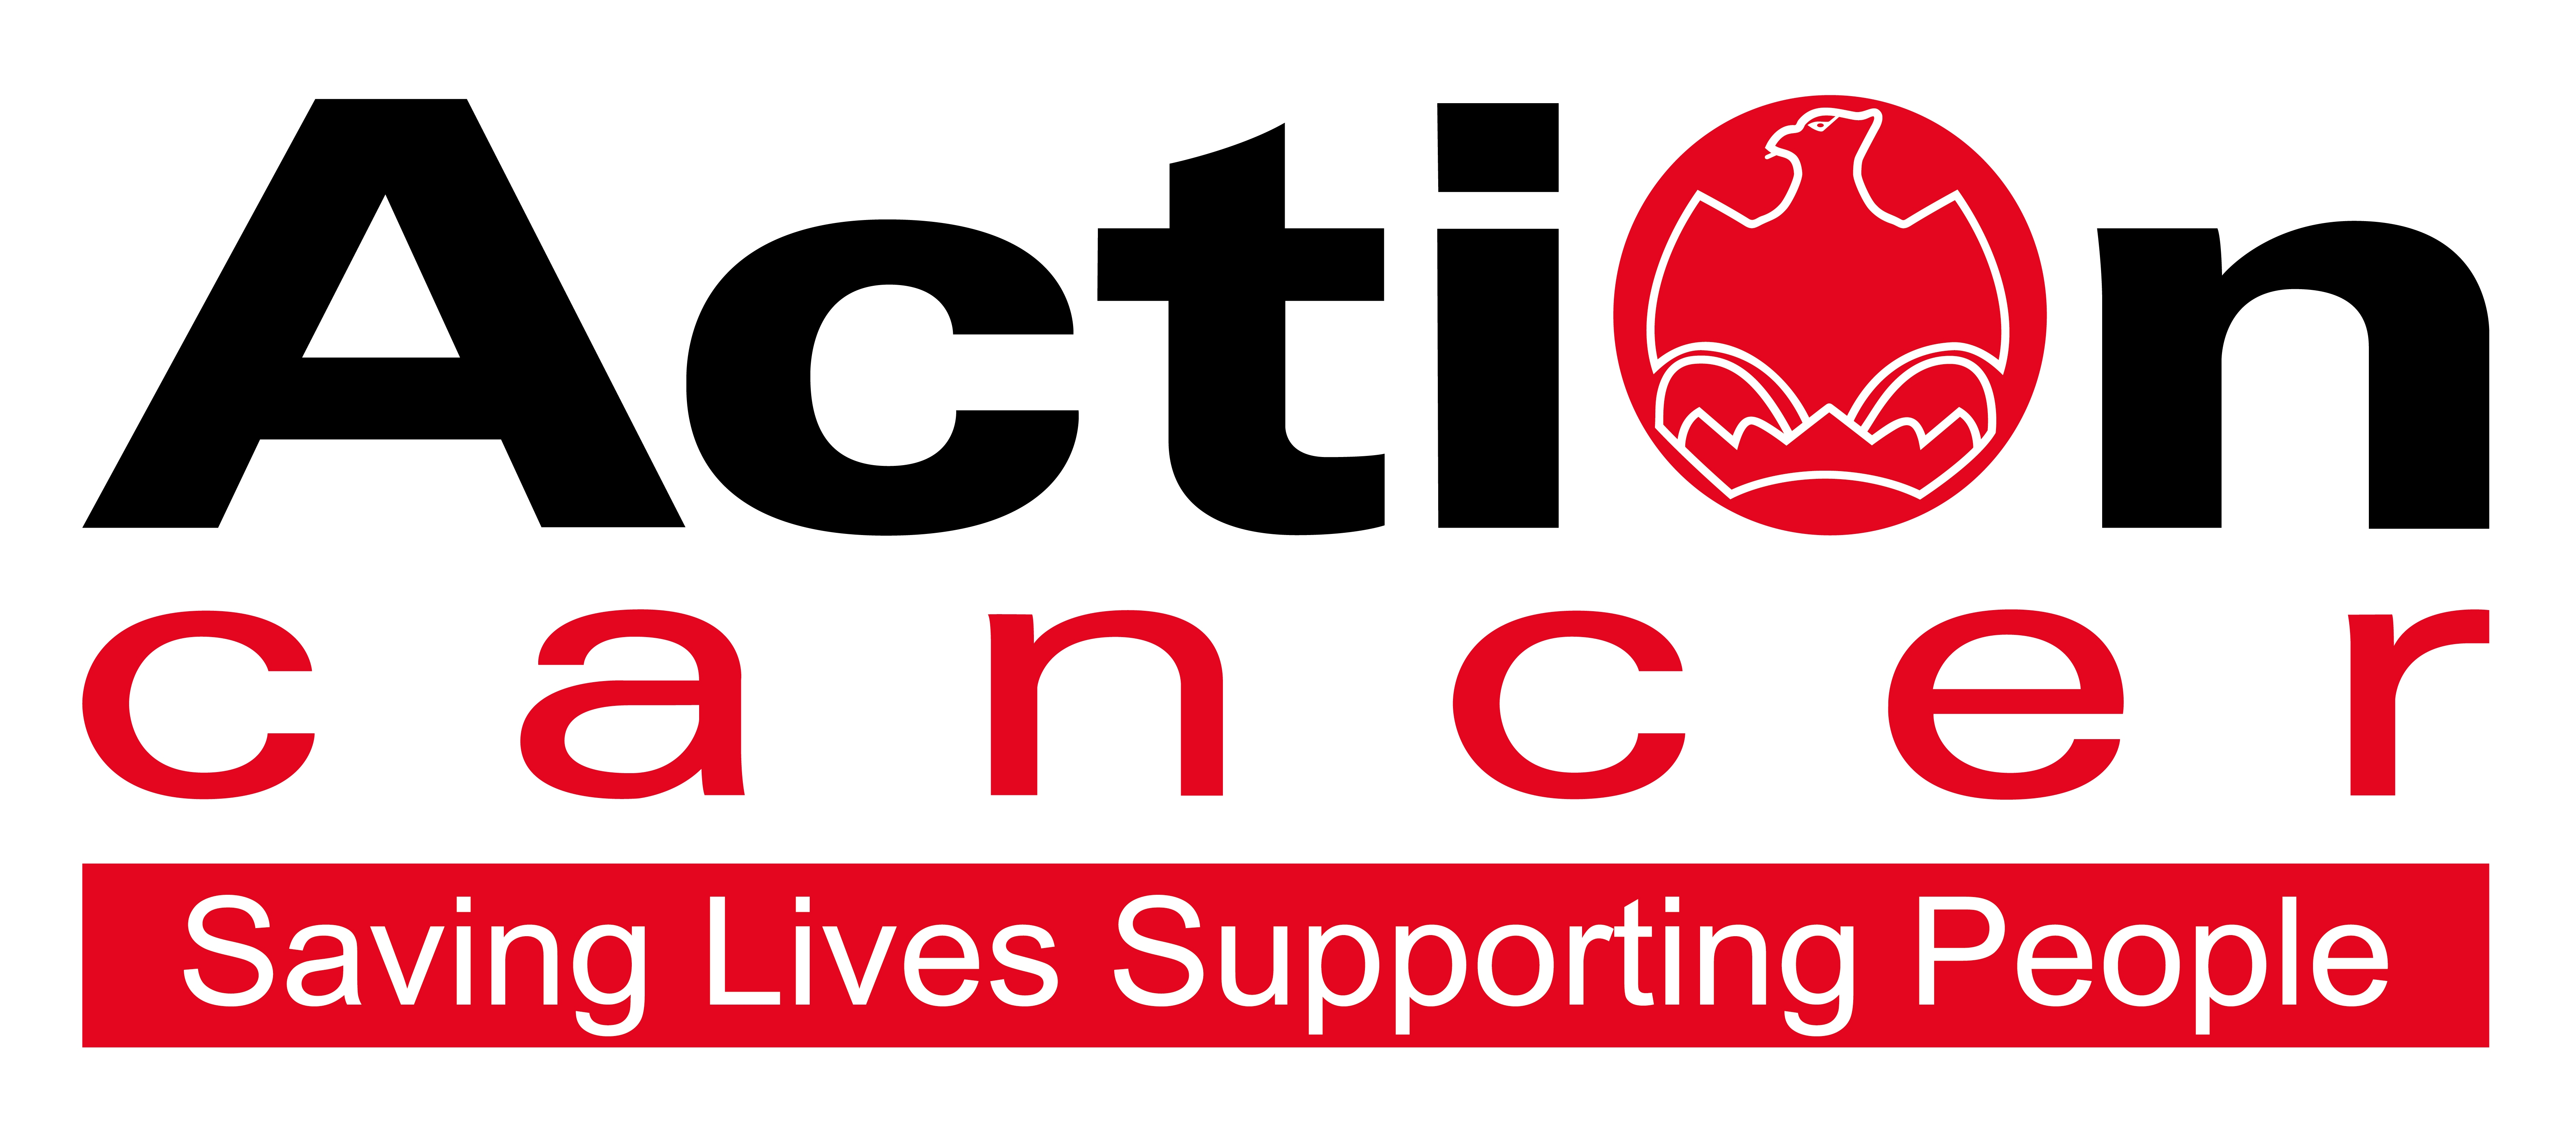 Action
cancer
Saving Lives Supporting People